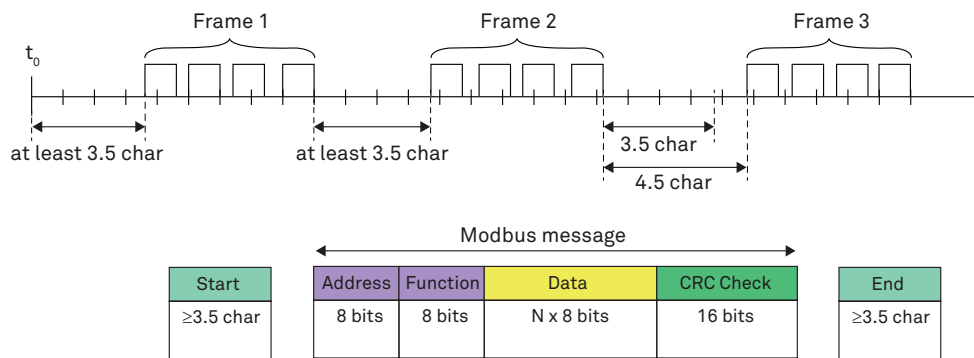 Frame 1 Frame 2 Frame 3
t0
at least 3.5 char at least 3.5 char 3.5 char
4.5 char
Modbus message
Start Address Function Data CRC Check End
≥3.5 char 8 bits 8 bits N x 8 bits 16 bits ≥3.5 char